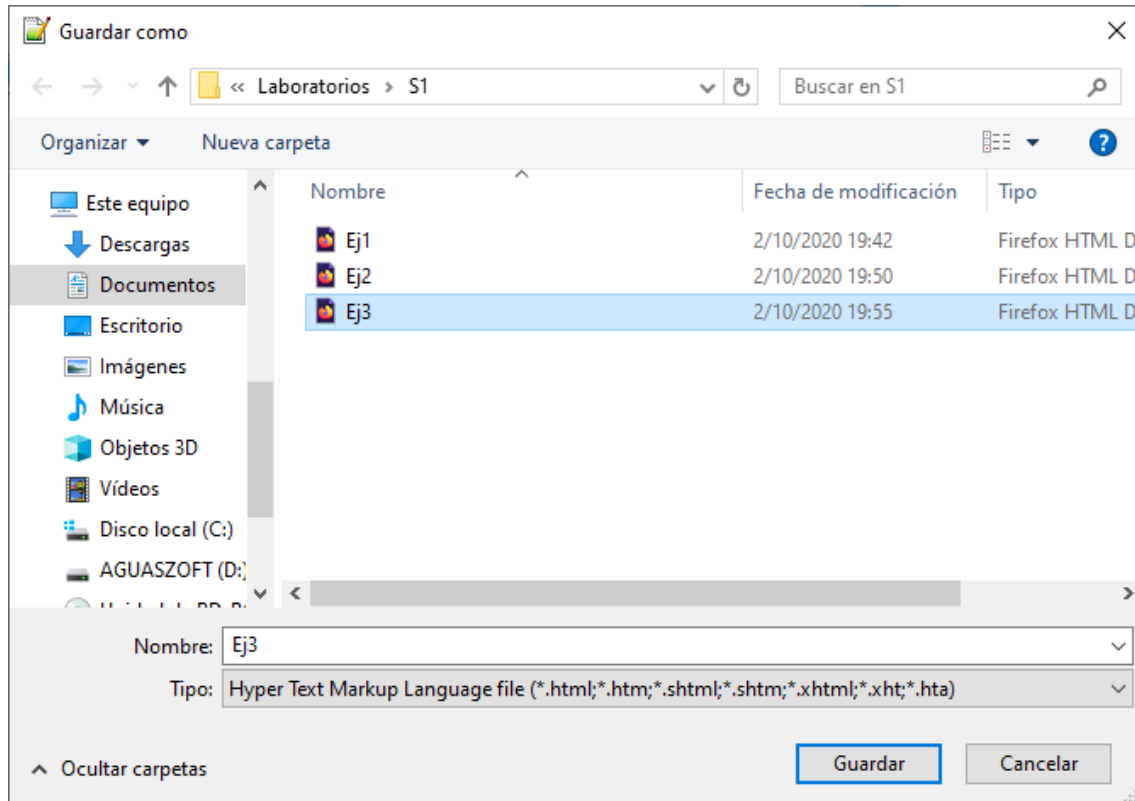 Guardar como
« Laboratorios > S1
Buscar en S1
Organizar
Nueva carpeta
Nombre
Fecha de modificación
Tipo
Este equipo
Descargas
Documentos
Escritorio
Imágenes
Música
Objetos 3D
Vídeos
Disco local (C:)
AGUASZOFT (D:)
Ej1 2/10/2020 19:42 Firefox HTML D
Ej2 2/10/2020 19:50 Firefox HTML D
Ej3 2/10/2020 19:55 Firefox HTML D
Nombre: Ej3
Tipo: Hyper Text Markup Language file (*.html;*.htm;*.shtml;*.shtm;*.xhtml;*.xht;*.hta)
Ocultar carpetas
Guardar
Cancelar